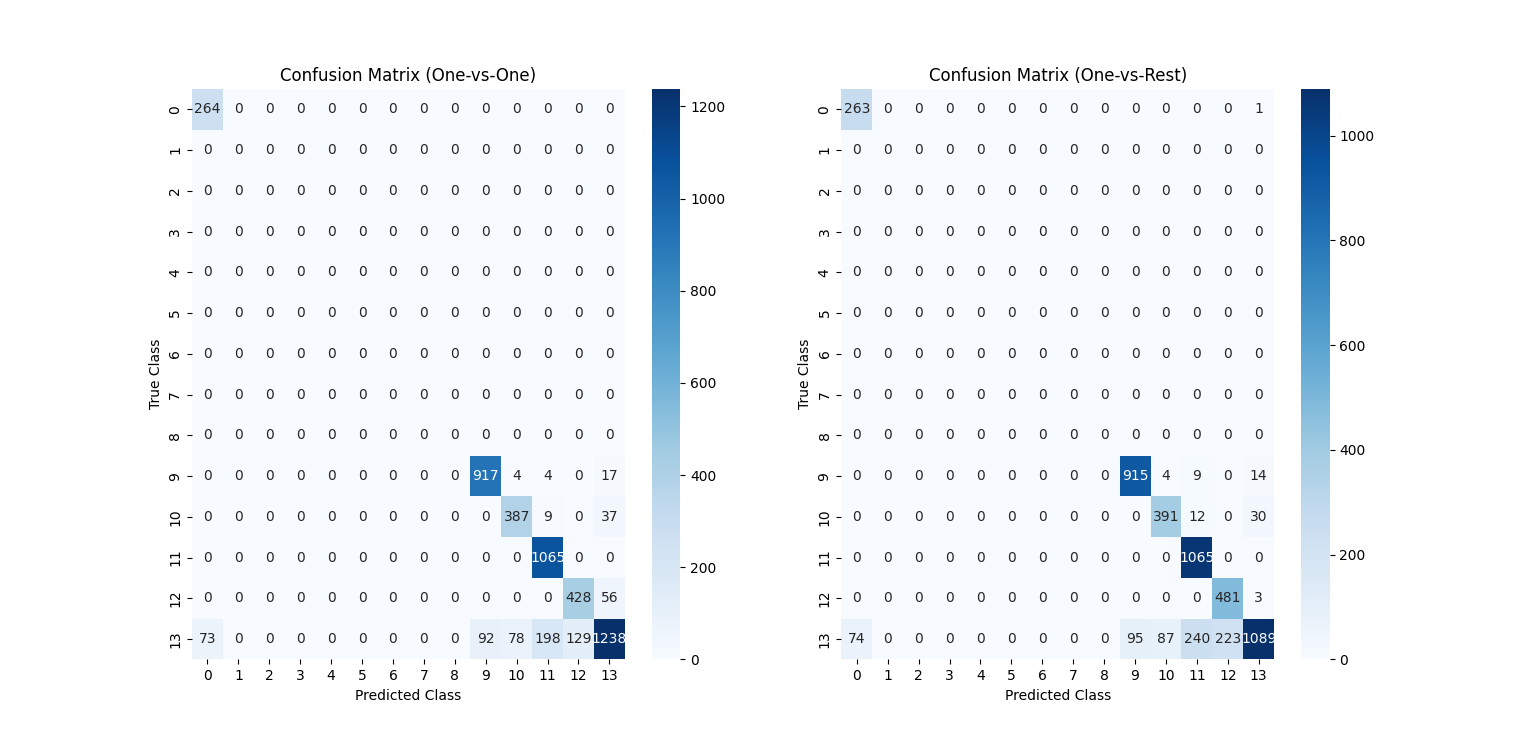 Confusion Matrix (One-vs-One)
0 264 0 0 0 0 0 0 0 0 0 0 0 0 0
1 0 0 0 0 0 0 0 0 0 0 0 0 0 0
2 0 0 0 0 0 0 0 0 0 0 0 0 0 0
3 0 0 0 0 0 0 0 0 0 0 0 0 0 0
4 0 0 0 0 0 0 0 0 0 0 0 0 0 0
5 0 0 0 0 0 0 0 0 0 0 0 0 0 0
6 0 0 0 0 0 0 0 0 0 0 0 0 0 0
7 0 0 0 0 0 0 0 0 0 0 0 0 0 0
8 0 0 0 0 0 0 0 0 0 0 0 0 0 0
9 0 0 0 0 0 0 0 0 0 917 4 4 0 17
10 0 0 0 0 0 0 0 0 0 0 387 9 0 37
11 0 0 0 0 0 0 0 0 0 0 0 1065 0 0
12 0 0 0 0 0 0 0 0 0 0 0 0 428 56
13 73 0 0 0 0 0 0 0 0 92 78 198 129 1238
0 1 2 3 4 5 6 7 8 9 10 11 12 13
True Class
Predicted Class
1200
1000
800
600
400
200
0
Confusion Matrix (One-vs-Rest)
0 263 0 0 0 0 0 0 0 0 0 0 0 0 1
1 0 0 0 0 0 0 0 0 0 0 0 0 0 0
2 0 0 0 0 0 0 0 0 0 0 0 0 0 0
3 0 0 0 0 0 0 0 0 0 0 0 0 0 0
4 0 0 0 0 0 0 0 0 0 0 0 0 0 0
5 0 0 0 0 0 0 0 0 0 0 0 0 0 0
6 0 0 0 0 0 0 0 0 0 0 0 0 0 0
7 0 0 0 0 0 0 0 0 0 0 0 0 0 0
8 0 0 0 0 0 0 0 0 0 0 0 0 0 0
9 0 0 0 0 0 0 0 0 0 915 4 9 0 14
10 0 0 0 0 0 0 0 0 0 0 391 12 0 30
11 0 0 0 0 0 0 0 0 0 0 0 1065 0 0
12 0 0 0 0 0 0 0 0 0 0 0 0 481 3
13 74 0 0 0 0 0 0 0 0 95 87 240 223 1089
0 1 2 3 4 5 6 7 8 9 10 11 12 13
True Class
Predicted Class
1000
800
600
400
200
0